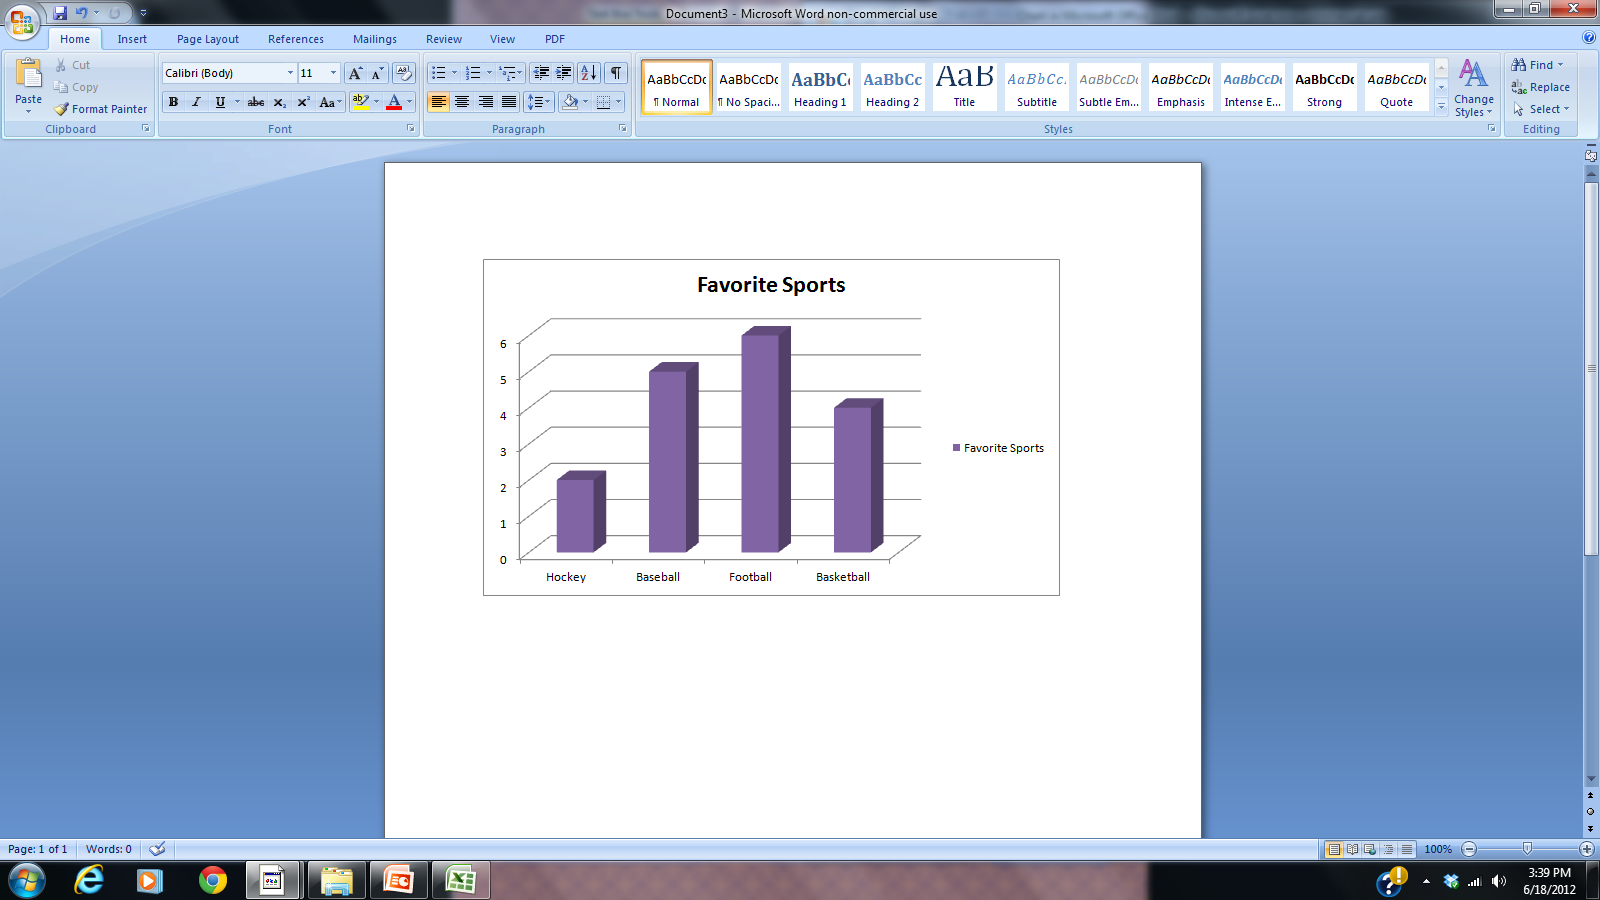 Document3 - Microsoft Word non-commercial use
Home Insert Page Layout References Mailings Review View PDF
Paste
Cut
Copy
Format Painter
Clipboard
Calibri (Body) 11
B I U abc X₂ X² Aa
Font
Paragraph
AaBbCcDc AaBbCcDc AaBbC AaBbCc AaB AaBbCc. AaBbCcDc AaBbCcDc AaBbCcDc AaBbCcDc AaBbCcDc
¶ Normal ¶ No Spaci... Heading 1 Heading 2 Title Subtitle Subtle Em... Emphasis Intense E... Strong Quote
Change Styles
Styles
Find
Replace
Select
Editing
Favorite Sports
6
5
4
3
2
1
0
Hockey Baseball Football Basketball
Favorite Sports
Page: 1 of 1 Words: 0
100%
3:39 PM
6/18/2012